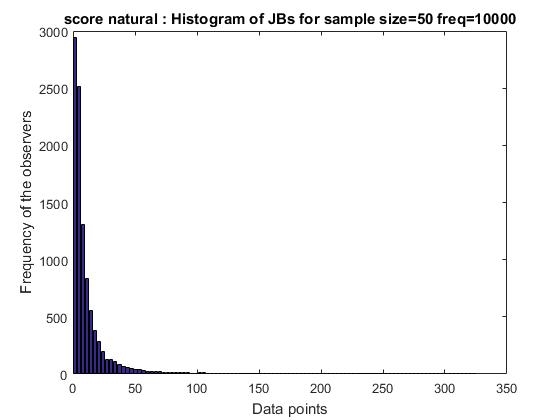 score natural : Histogram of JBs for sample size=50 freq=10000
3000
2500
2000
1500
1000
500
0
Frequency of the observers
0 50 100 150 200 250 300 350
Data points